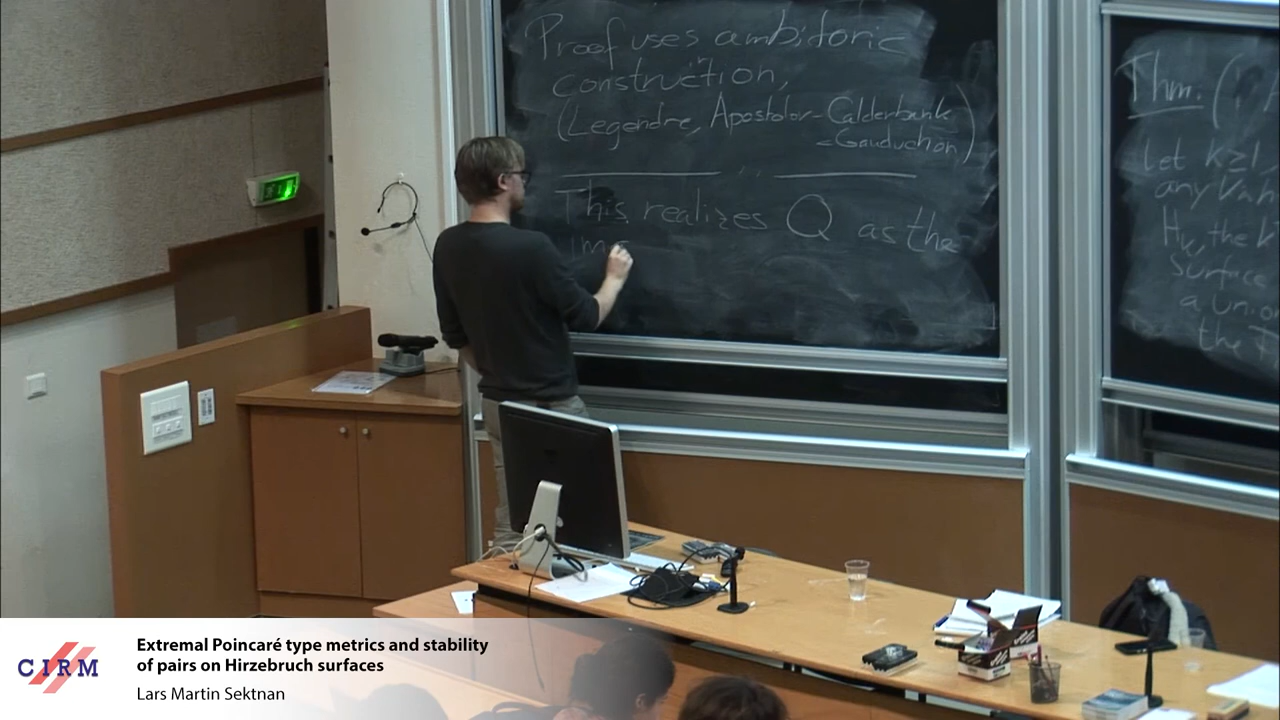 Proof uses ambitoric
construction,
(Legendre, Apostolov-Calderbank
-Gauduchon)
This realizes Q as the
im
Thm. (
Let k≥1,
any
the
surface
a union
the
CIRM
Extremal Poincaré type metrics and stability
of pairs on Hirzebruch surfaces
Lars Martin Sektnan